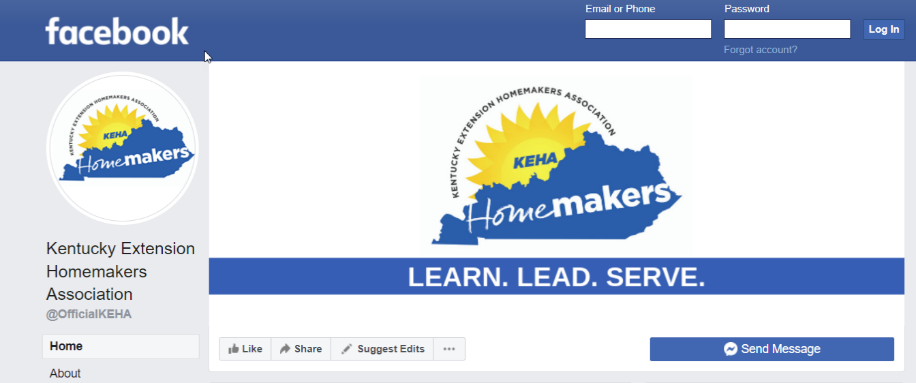 facebook
Email or Phone
Password
Log In
Forgot account?
KENTUCKY EXTENSION HOMEMAKERS ASSOCIATION
KEHA
Homemakers
KENTUCKY EXTENSION HOMEMAKERS ASSOCIATION
KEHA
Homemakers
LEARN. LEAD. SERVE.
Kentucky Extension
Homemakers
Association
@OfficialKEHA
Home
About
Like
Share
Suggest Edits
Send Message